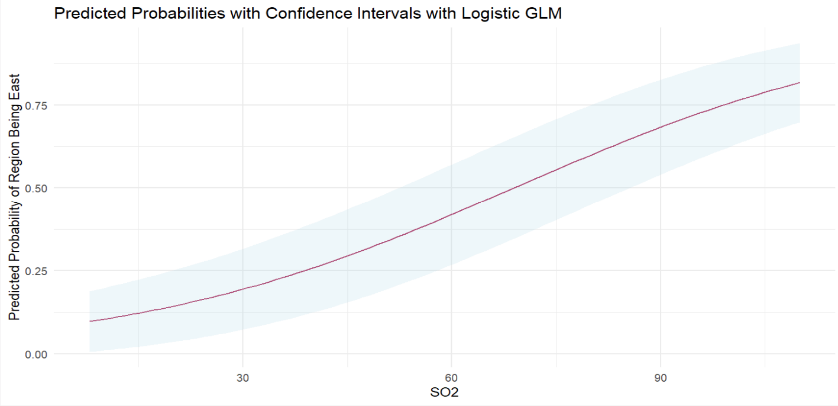 Predicted Probabilities with Confidence Intervals with Logistic GLM
Predicted Probability of Region Being East
0.75
0.50
0.25
0.00
30 60 90
SO2